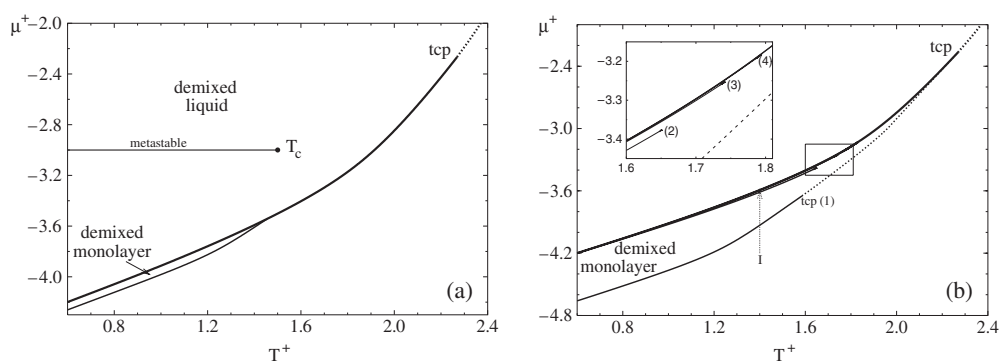 μ⁺
−2.0
−2.4
−2.8
−3.2
−3.6
−4.0
0.8
1.2
1.6
2.0
2.4
T⁺
tcp
demixed
liquid
metastable
T_c
demixed
monolayer
(a)
μ⁺
−2.4
−3.0
−3.6
−4.2
−4.8
0.8
1.2
1.6
2.0
2.4
T⁺
tcp
−3.2
−3.3
−3.4
1.6
1.7
1.8
(4)
(3)
(2)
tcp (1)
demixed
monolayer
I
(b)